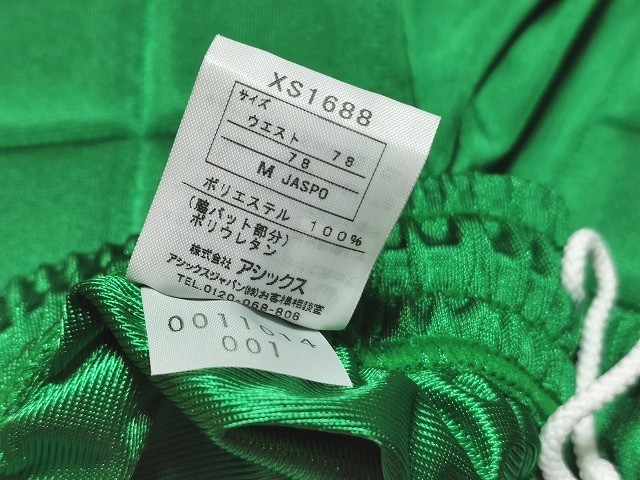 XS1688
サイズ
ウエスト 78
78
M JASPO
ポリエステル 100%
(脇パット部分)
ポリウレタン
株式会社 アシックス
アシックスジャパン(株)お客様相談室
TEL.0120-068-806
0011014
001